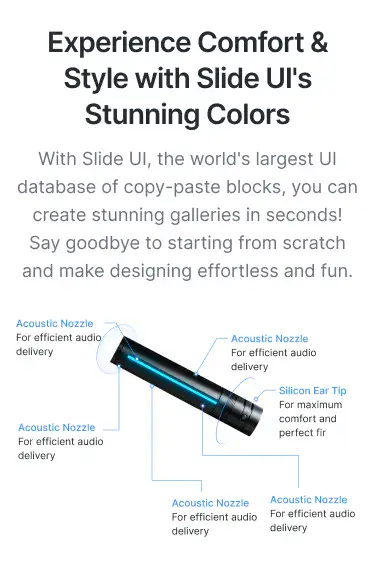 Experience Comfort &
Style with Slide UI's
Stunning Colors
With Slide UI, the world's largest UI
database of copy-paste blocks, you can
create stunning galleries in seconds!
Say goodbye to starting from scratch
and make designing effortless and fun.
Acoustic Nozzle
For efficient audio
delivery
Acoustic Nozzle
For efficient audio
delivery
Silicon Ear Tip
For maximum
comfort and
perfect fir
Acoustic Nozzle
For efficient audio
delivery
Acoustic Nozzle
For efficient audio
delivery
Acoustic Nozzle
For efficient audio
delivery